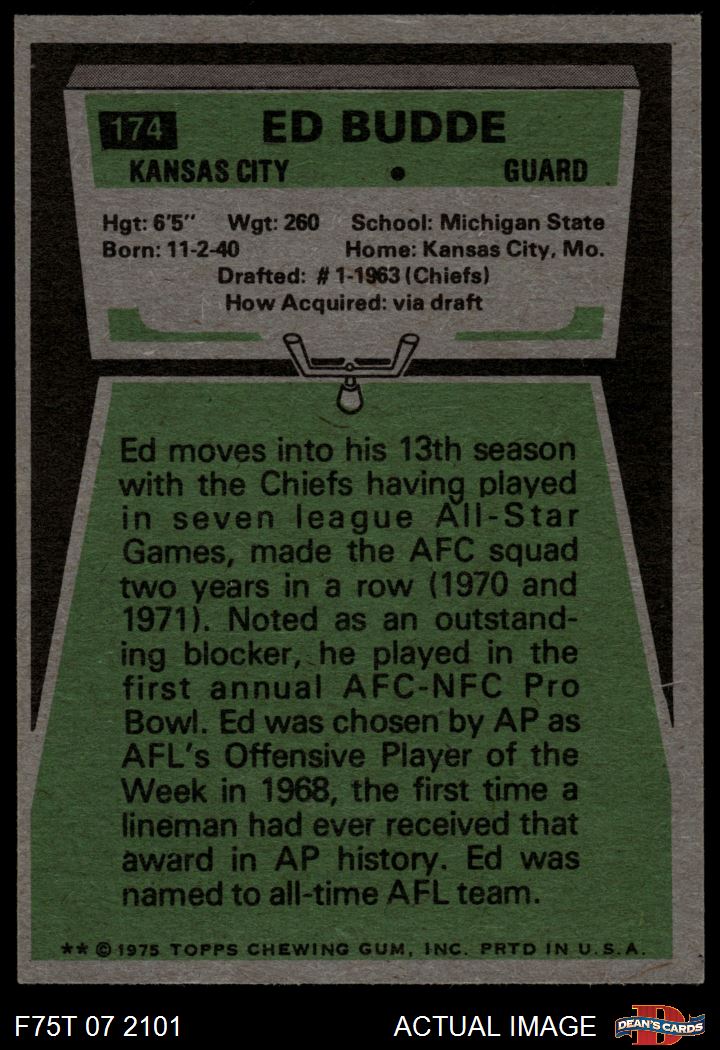 174 ED BUDDE
KANSAS CITY • GUARD
Hgt: 6'5" Wgt: 260 School: Michigan State
Born: 11-2-40 Home: Kansas City, Mo.
Drafted: #1-1963 (Chiefs)
How Acquired: via draft
Ed moves into his 13th season
with the Chiefs having played
in seven league All-Star
Games, made the AFC squad
two years in a row (1970 and
1971). Noted as an outstand-
ing blocker, he played in the
first annual AFC-NFC Pro
Bowl. Ed was chosen by AP as
AFL's Offensive Player of the
Week in 1968, the first time a
lineman had ever received that
award in AP history. Ed was
named to all-time AFL team.
** © 1975 TOPPS CHEWING GUM, INC. PRTD IN U.S.A.
F75T 07 2101 ACTUAL IMAGE DEAN'S CARDS